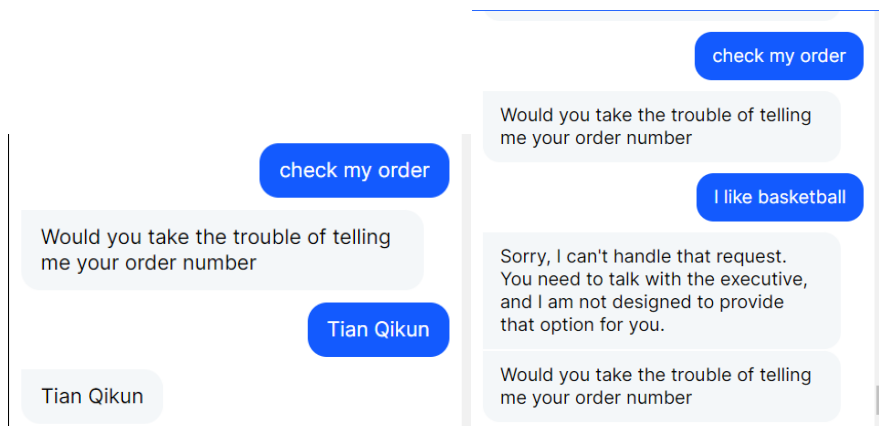 check my order
Would you take the trouble of telling
me your order number
Tian Qikun
Tian Qikun
check my order
Would you take the trouble of telling
me your order number
I like basketball
Sorry, I can't handle that request.
You need to talk with the executive,
and I am not designed to provide
that option for you.
Would you take the trouble of telling
me your order number